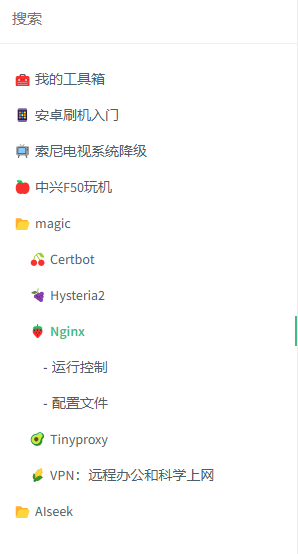 搜索
🧰 我的工具箱
📱 安卓刷机入门
📺 索尼电视系统降级
🍎 中兴F50玩机
📂 magic
🍒 Certbot
🍇 Hysteria2
🍓 Nginx
- 运行控制
- 配置文件
🥑 Tinyproxy
🌽 VPN：远程办公和科学上网
📂 AIseek